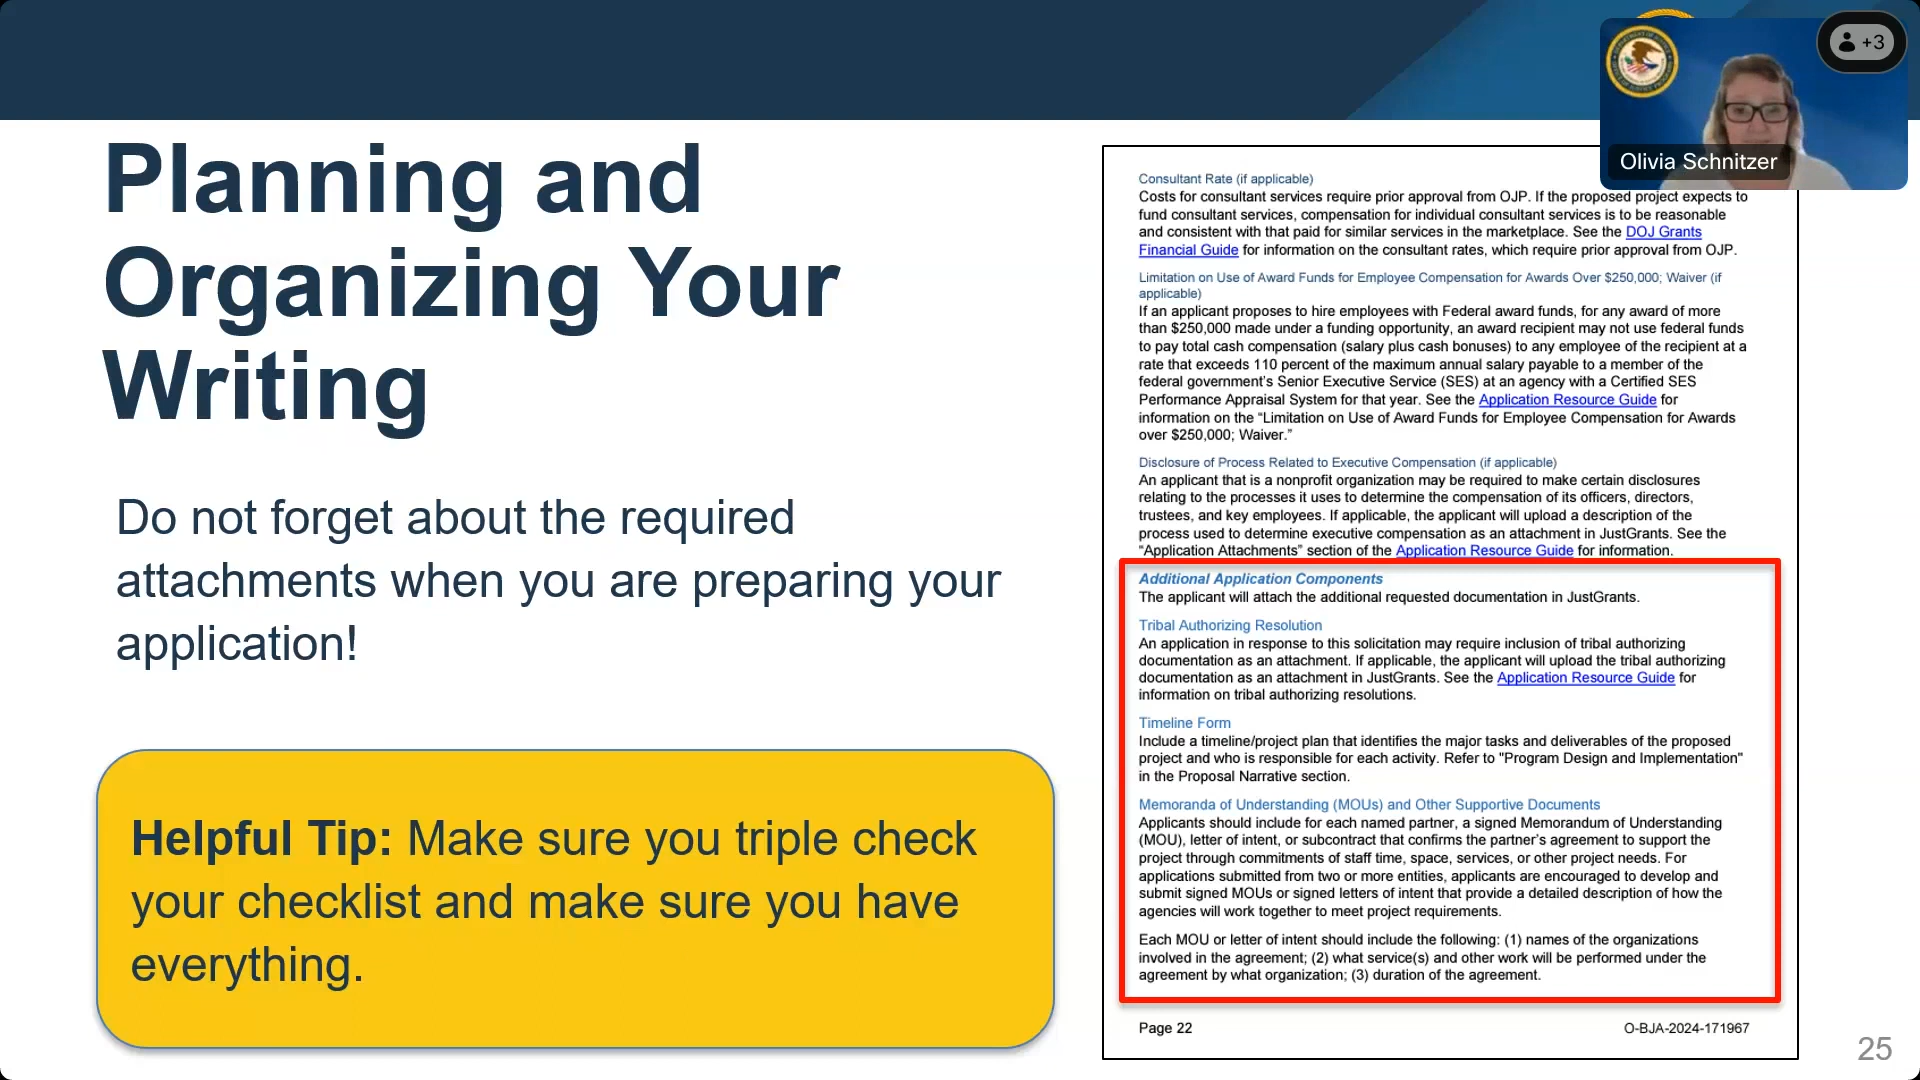 Planning and
Organizing Your
Writing
Do not forget about the required
attachments when you are preparing your
application!
Helpful Tip: Make sure you triple check
your checklist and make sure you have
everything.
+3
Olivia Schnitzer
Consultant Rate (if applicable)
Costs for consultant services require prior approval from OJP. If the proposed project expects to
fund consultant services, compensation for individual consultant services is to be reasonable
and consistent with that paid for similar services in the marketplace. See the DOJ Grants
Financial Guide for information on the consultant rates, which require prior approval from OJP.
Limitation on Use of Award Funds for Employee Compensation for Awards Over $250,000; Waiver (if
applicable)
If an applicant proposes to hire employees with Federal award funds, for any award of more
than $250,000 made under a funding opportunity, an award recipient may not use federal funds
to pay total cash compensation (salary plus cash bonuses) to any employee of the recipient at a
rate that exceeds 110 percent of the maximum annual salary payable to a member of the
federal government's Senior Executive Service (SES) at an agency with a Certified SES
Performance Appraisal System for that year. See the Application Resource Guide for
information on the “Limitation on Use of Award Funds for Employee Compensation for Awards
over $250,000; Waiver.”
Disclosure of Process Related to Executive Compensation (if applicable)
An applicant that is a nonprofit organization may be required to make certain disclosures
relating to the processes it uses to determine the compensation of its officers, directors,
trustees, and key employees. If applicable, the applicant will upload a description of the
process used to determine executive compensation as an attachment in JustGrants. See the
“Application Attachments” section of the Application Resource Guide for information.
Additional Application Components
The applicant will attach the additional requested documentation in JustGrants.
Tribal Authorizing Resolution
An application in response to this solicitation may require inclusion of tribal authorizing
documentation as an attachment. If applicable, the applicant will upload the tribal authorizing
documentation as an attachment in JustGrants. See the Application Resource Guide for
information on tribal authorizing resolutions.
Timeline Form
Include a timeline/project plan that identifies the major tasks and deliverables of the proposed
project and who is responsible for each activity. Refer to "Program Design and Implementation"
in the Proposal Narrative section.
Memoranda of Understanding (MOUs) and Other Supportive Documents
Applicants should include for each named partner, a signed Memorandum of Understanding
(MOU), letter of intent, or subcontract that confirms the partner's agreement to support the
project through commitments of staff time, space, services, or other project needs. For
applications submitted from two or more entities, applicants are encouraged to develop and
submit signed MOUs or signed letters of intent that provide a detailed description of how the
agencies will work together to meet project requirements.
Each MOU or letter of intent should include the following: (1) names of the organizations
involved in the agreement; (2) what service(s) and other work will be performed under the
agreement by what organization; (3) duration of the agreement.
Page 22
O-BJA-2024-171967
25